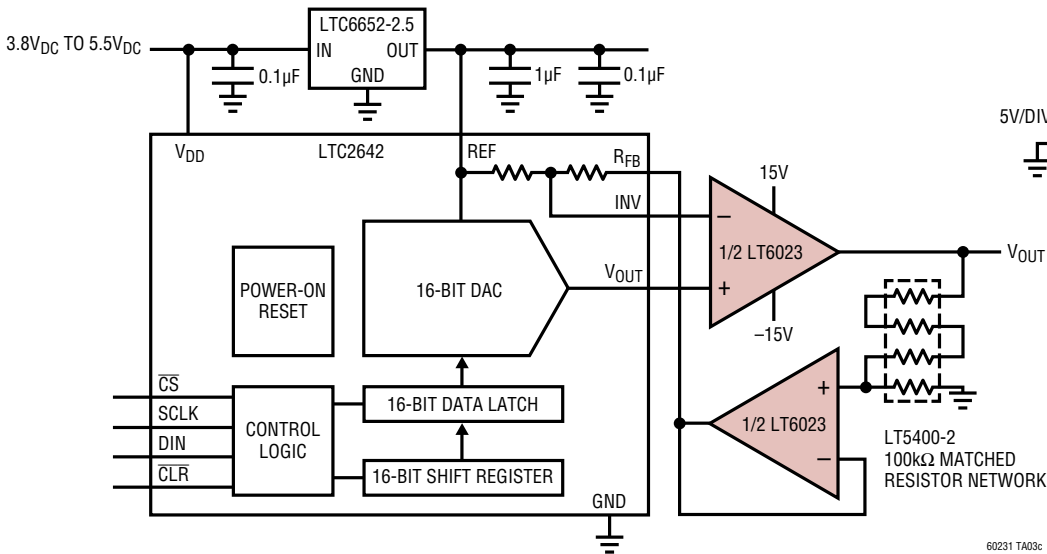 LTC6652-2.5
3.8VDC TO 5.5VDC
IN
OUT
GND
0.1µF
1µF
0.1µF
5V/DIV
VDD
LTC2642
REF
RFB
INV
15V
–
1/2 LT6023
+
–15V
VOUT
POWER-ON
RESET
16-BIT DAC
VOUT
CS
SCLK
DIN
CLR
CONTROL
LOGIC
16-BIT DATA LATCH
16-BIT SHIFT REGISTER
GND
+
1/2 LT6023
–
LT5400-2
100kΩ MATCHED
RESISTOR NETWORK
60231 TA03c